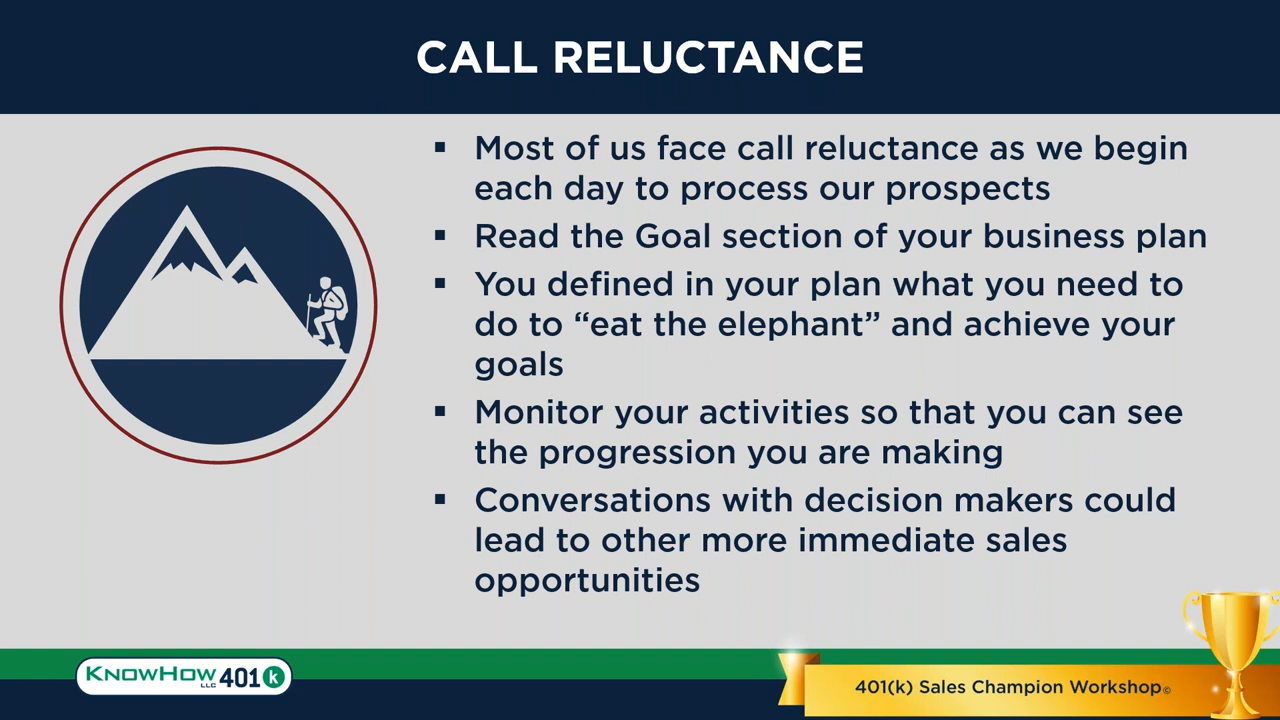 CALL RELUCTANCE
▪ Most of us face call reluctance as we begin
each day to process our prospects
▪ Read the Goal section of your business plan
▪ You defined in your plan what you need to
do to “eat the elephant” and achieve your
goals
▪ Monitor your activities so that you can see
the progression you are making
▪ Conversations with decision makers could
lead to other more immediate sales
opportunities
KNOWHOW LLC 401 k
401(k) Sales Champion Workshop©